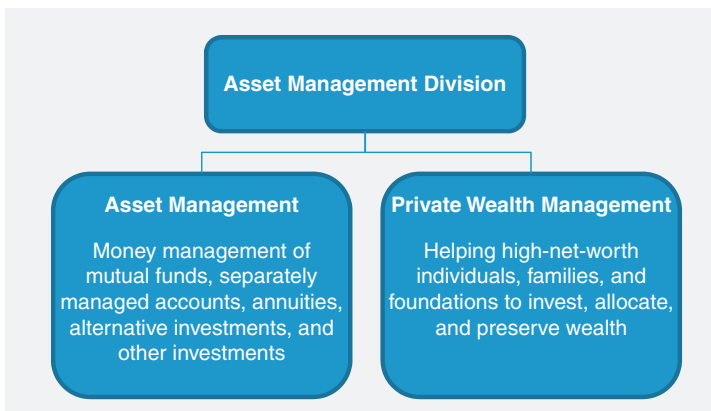 Asset Management Division
Asset Management
Money management of
mutual funds, separately
managed accounts, annuities,
alternative investments, and
other investments
Private Wealth Management
Helping high-net-worth
individuals, families, and
foundations to invest, allocate,
and preserve wealth